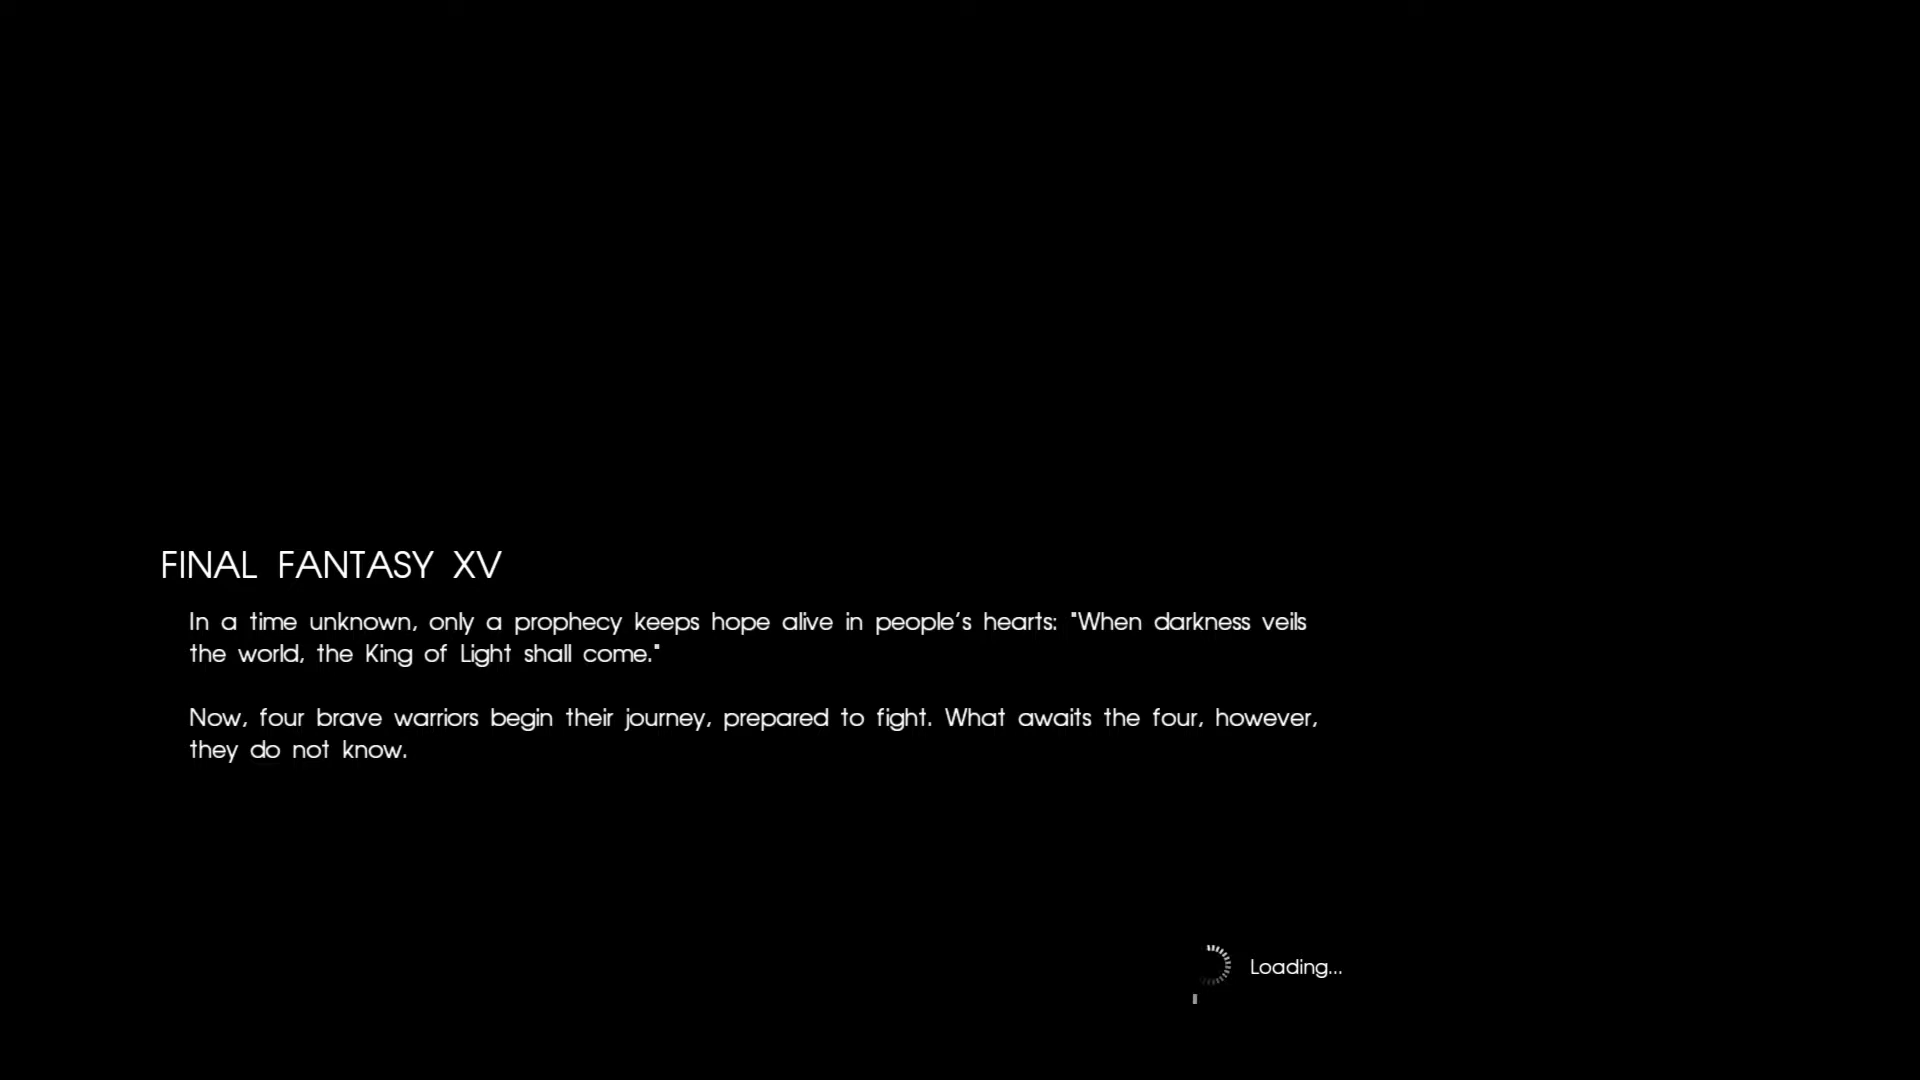 FINAL FANTASY XV
In a time unknown, only a prophecy keeps hope alive in people's hearts: "When darkness veils
the world, the King of Light shall come."
Now, four brave warriors begin their journey, prepared to fight. What awaits the four, however,
they do not know.
Loading...